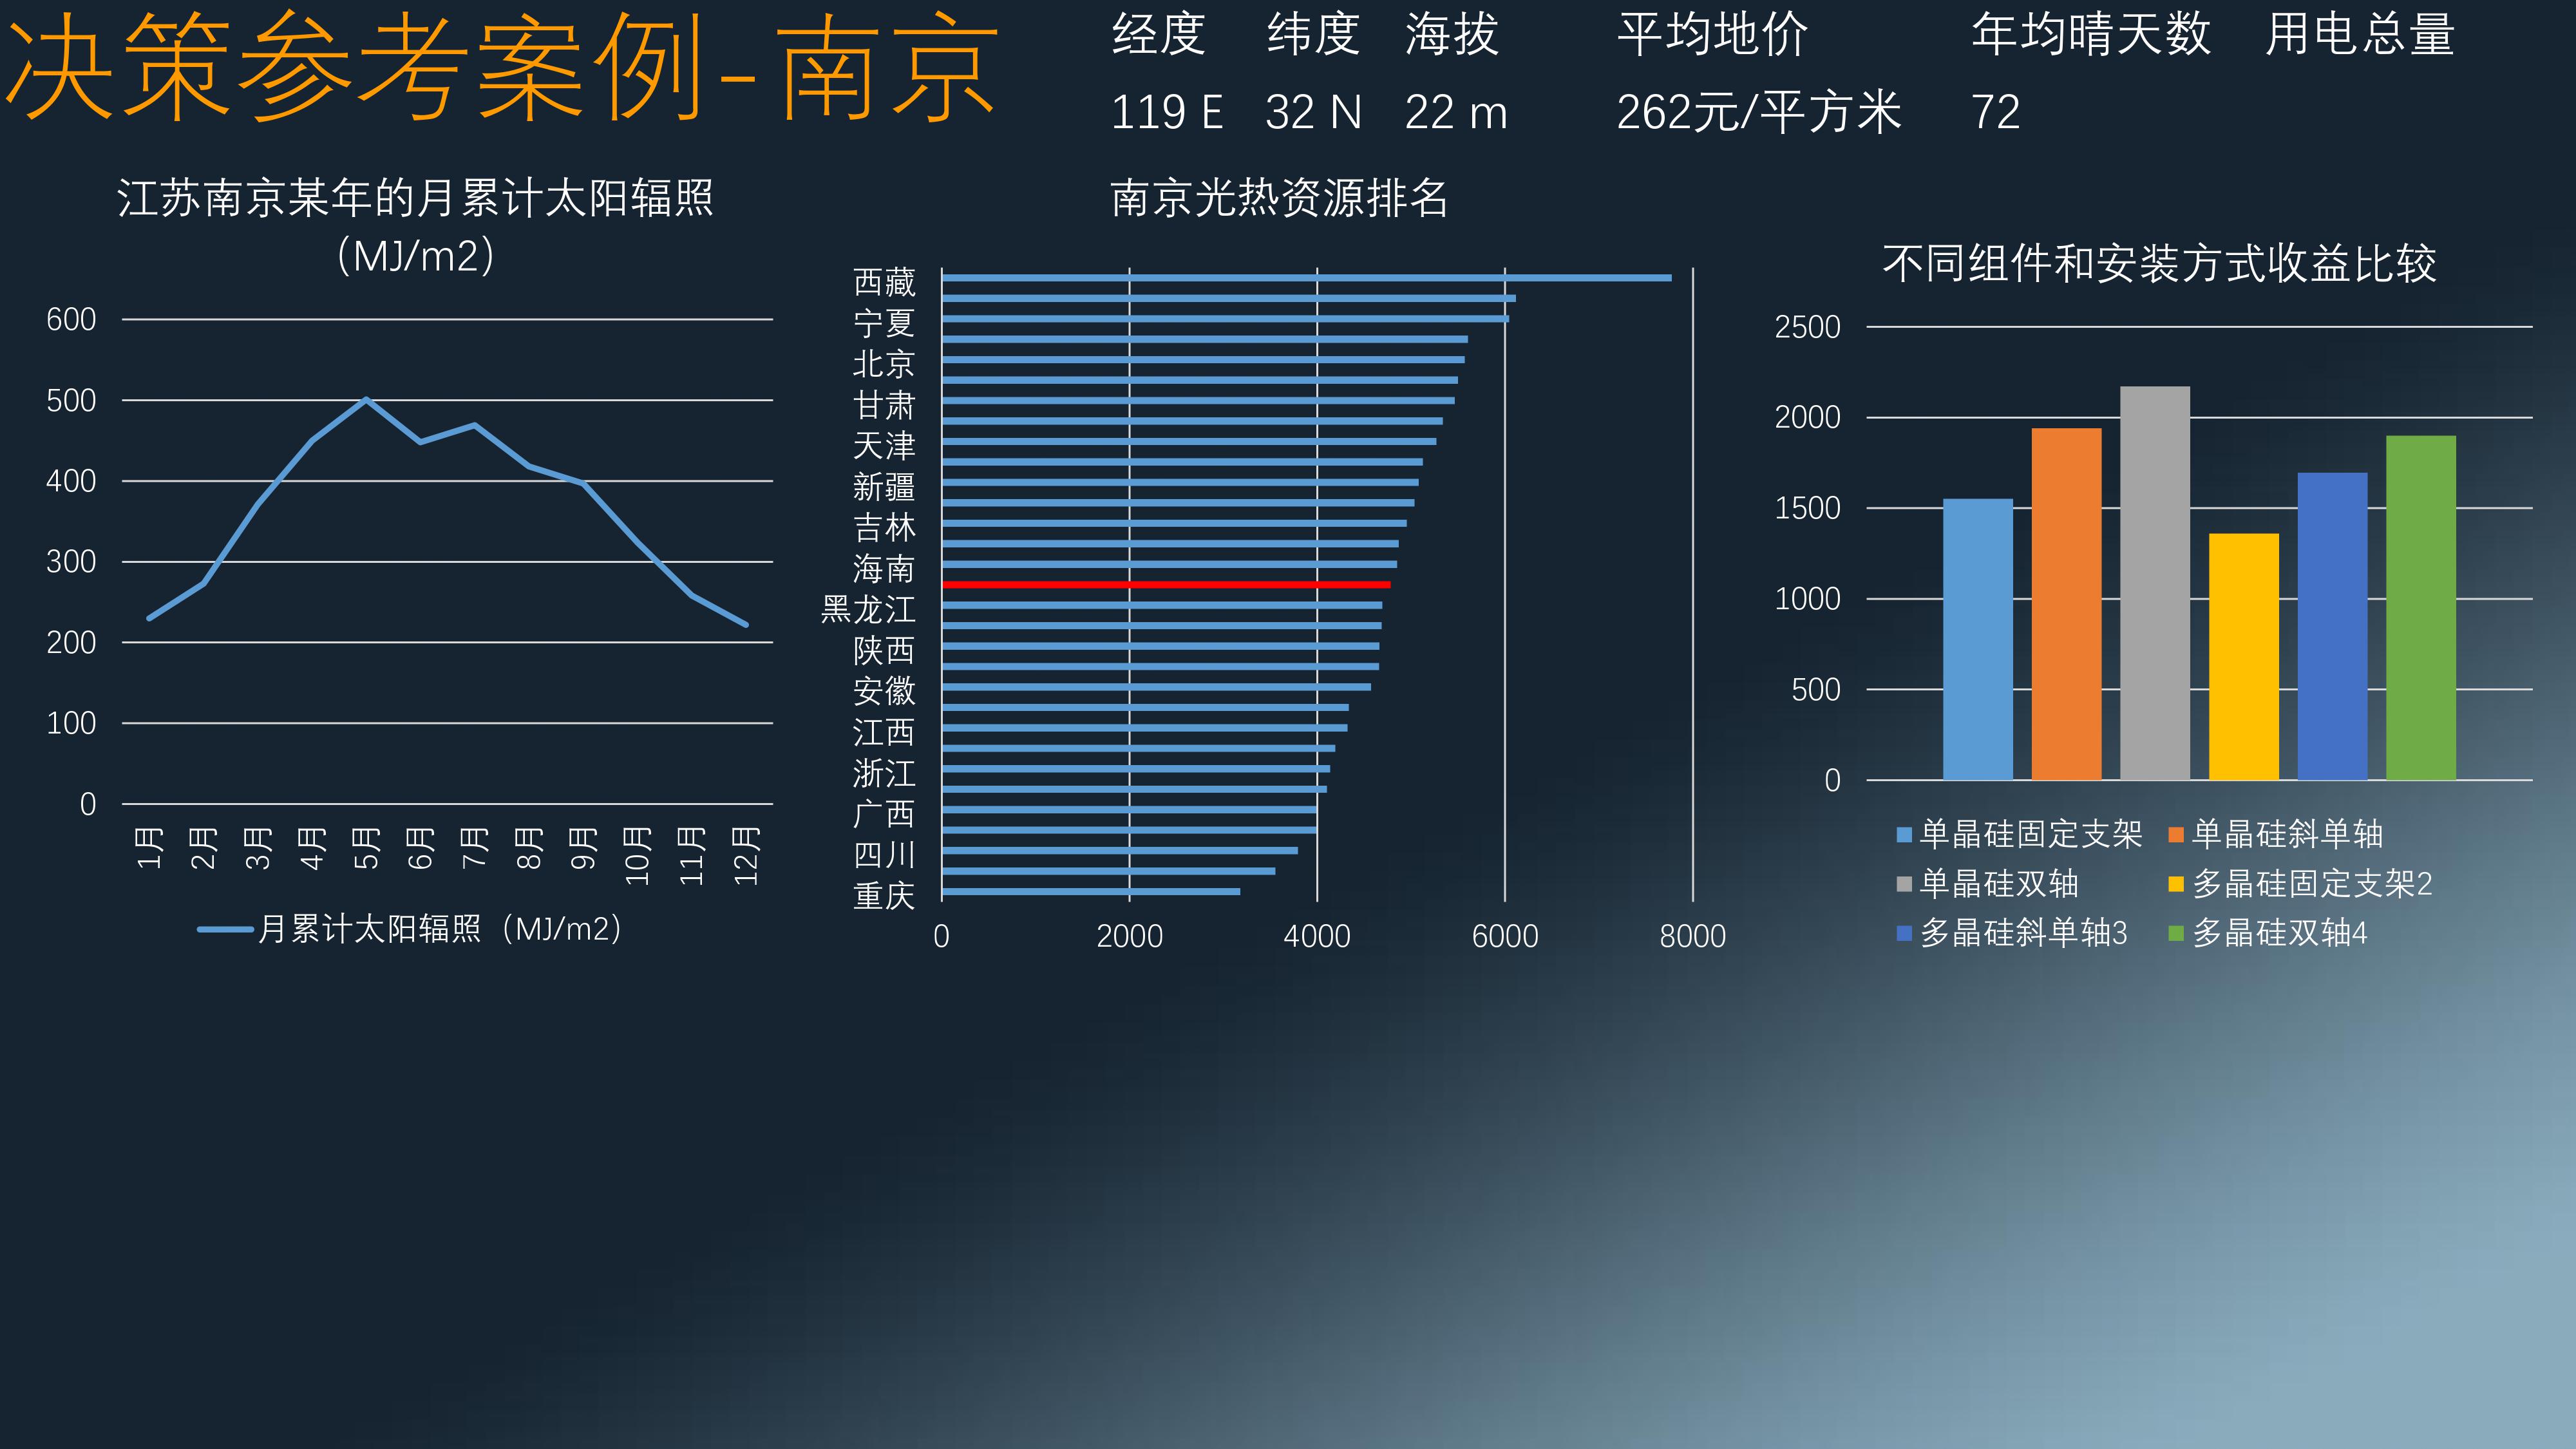 决策参考案例-南京
经度 纬度 海拔 平均地价 年均晴天数 用电总量
119 E 32 N 22 m 262元/平方米 72
江苏南京某年的月累计太阳辐照
（MJ/m2）
600
500
400
300
200
100
0
1月 2月 3月 4月 5月 6月 7月 8月 9月 10月 11月 12月
月累计太阳辐照（MJ/m2）
南京光热资源排名
西藏
宁夏
北京
甘肃
天津
新疆
吉林
海南
黑龙江
陕西
安徽
江西
浙江
广西
四川
重庆
0 2000 4000 6000 8000
不同组件和安装方式收益比较
2500
2000
1500
1000
500
0
单晶硅固定支架 单晶硅斜单轴
单晶硅双轴 多晶硅固定支架2
多晶硅斜单轴3 多晶硅双轴4